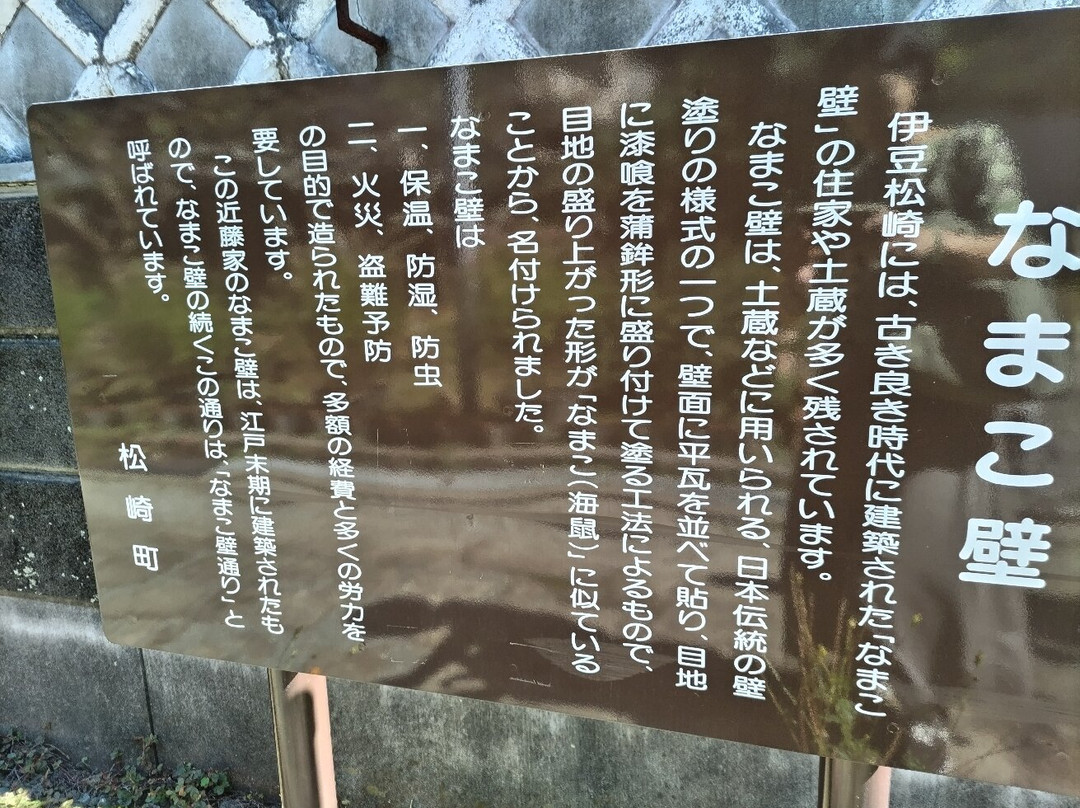 なまこ壁
伊豆松崎には、古き良き時代に建築された「なまこ
壁」の住家や土蔵が多く残されています。
なまこ壁は、土蔵などに用いられる、日本伝統の壁
塗りの様式の一つで、壁面に平瓦を並べて貼り、目地
に漆喰を蒲鉾形に盛り付けて塗る工法によるもので、
目地の盛り上がった形が「なまこ(海鼠)」に似ている
ことから、名付けられました。
なまこ壁は
一、保温、防湿、防虫
二、火災、盗難予防
の目的で造られたもので、多額の経費と多くの労力を
要しています。
この近藤家のなまこ壁は、江戸末期に建築されたも
ので、なまこ壁の続くこの通りは、「なまこ壁通り」と
呼ばれています。
松崎町